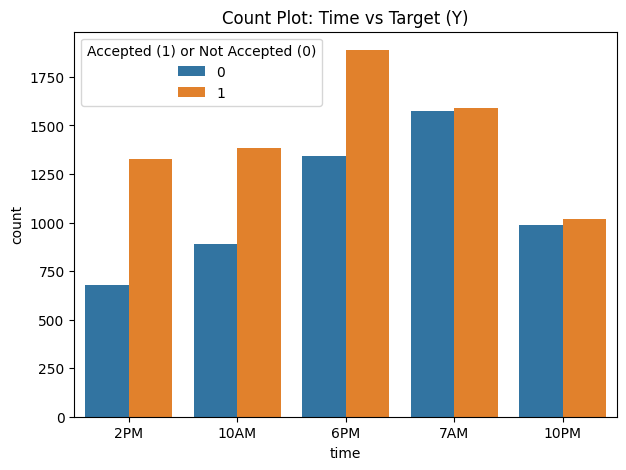 Count Plot: Time vs Target (Y)
Accepted (1) or Not Accepted (0)
0
1
1750
1500
1250
1000
750
500
250
0
count
2PM 10AM 6PM 7AM 10PM
time